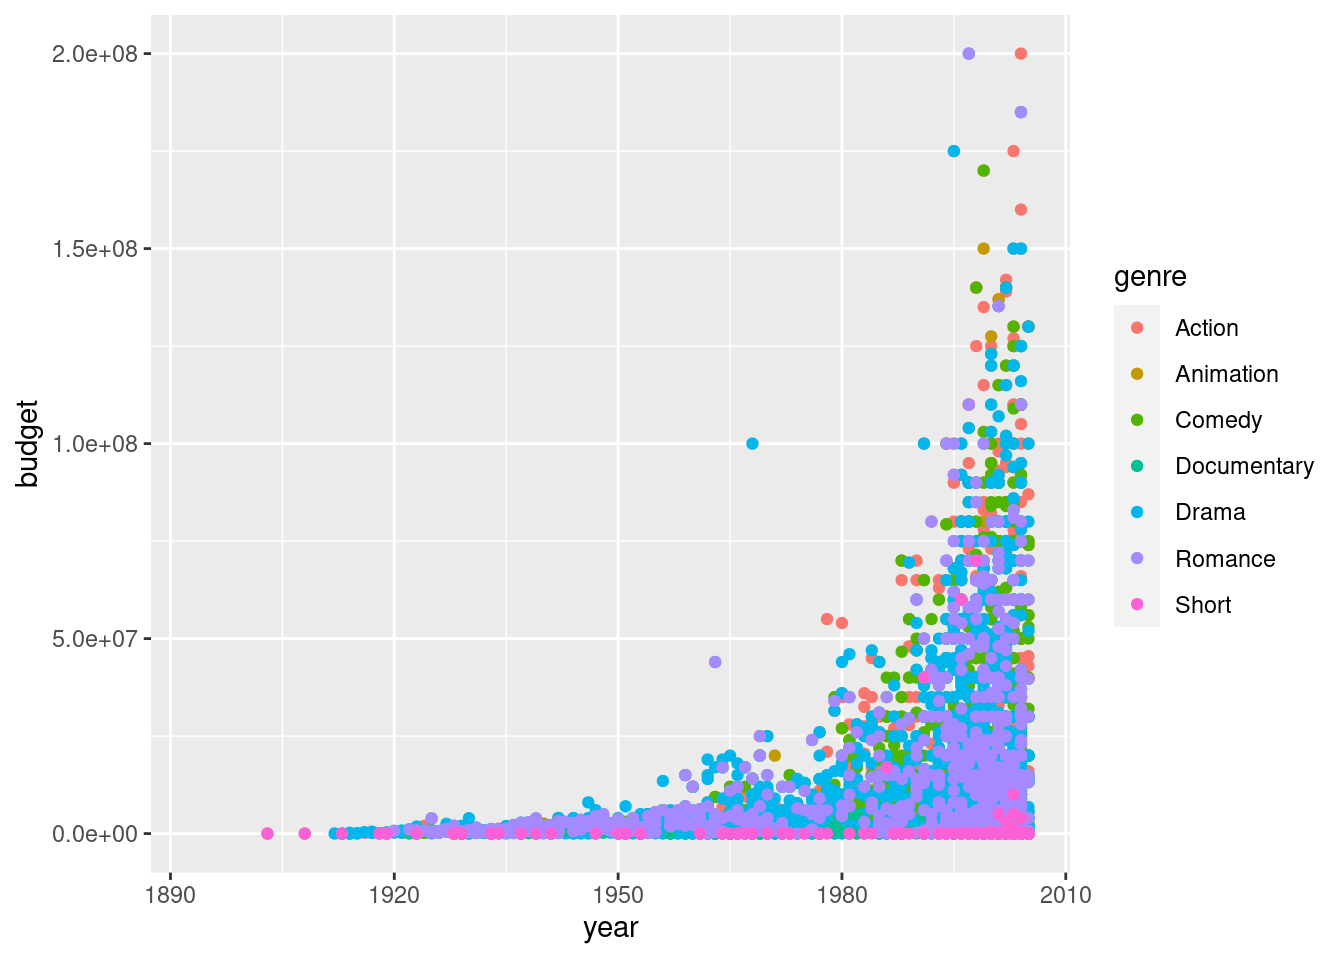 2.0e+08
1.5e+08
1.0e+08
5.0e+07
0.0e+00
budget
1890 1920 1950 1980 2010
year
genre
Action
Animation
Comedy
Documentary
Drama
Romance
Short